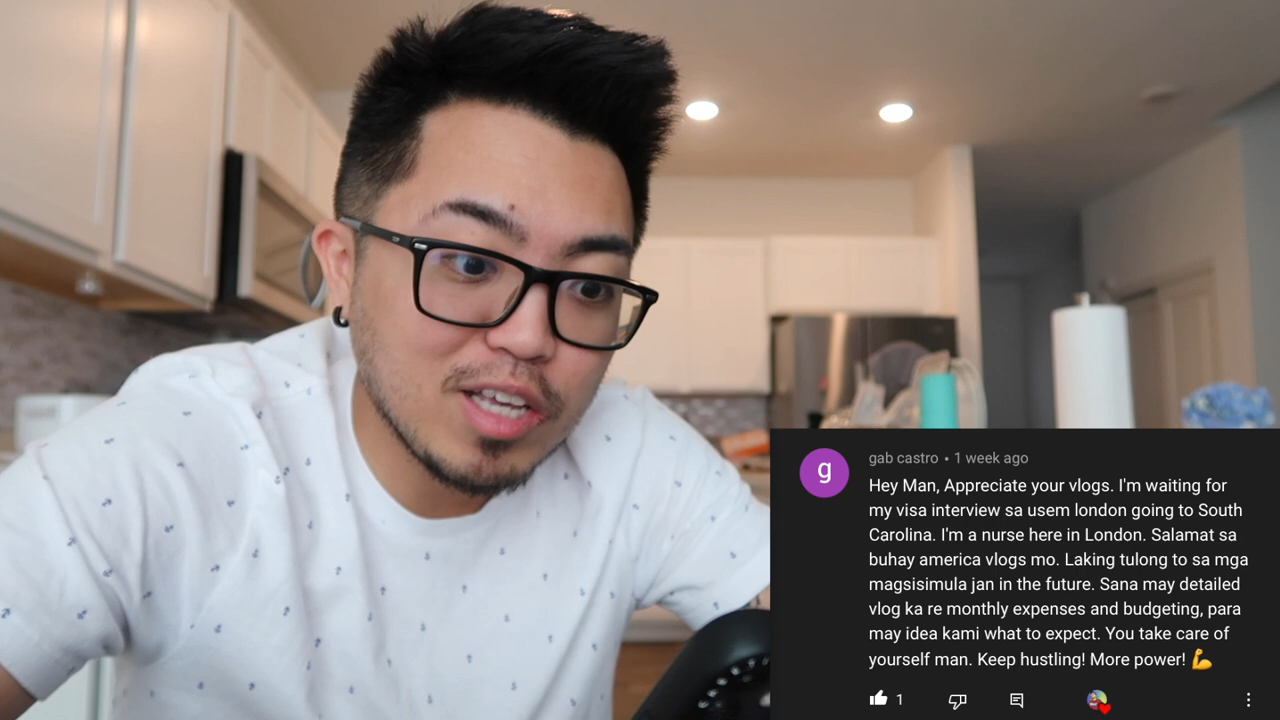 gab castro • 1 week ago
g
Hey Man, Appreciate your vlogs. I'm waiting for
my visa interview sa usem london going to South
Carolina. I'm a nurse here in London. Salamat sa
buhay america vlogs mo. Laking tulong to sa mga
magsisimula jan in the future. Sana may detailed
vlog ka re monthly expenses and budgeting, para
may idea kami what to expect. You take care of
yourself man. Keep hustling! More power! 💪
1